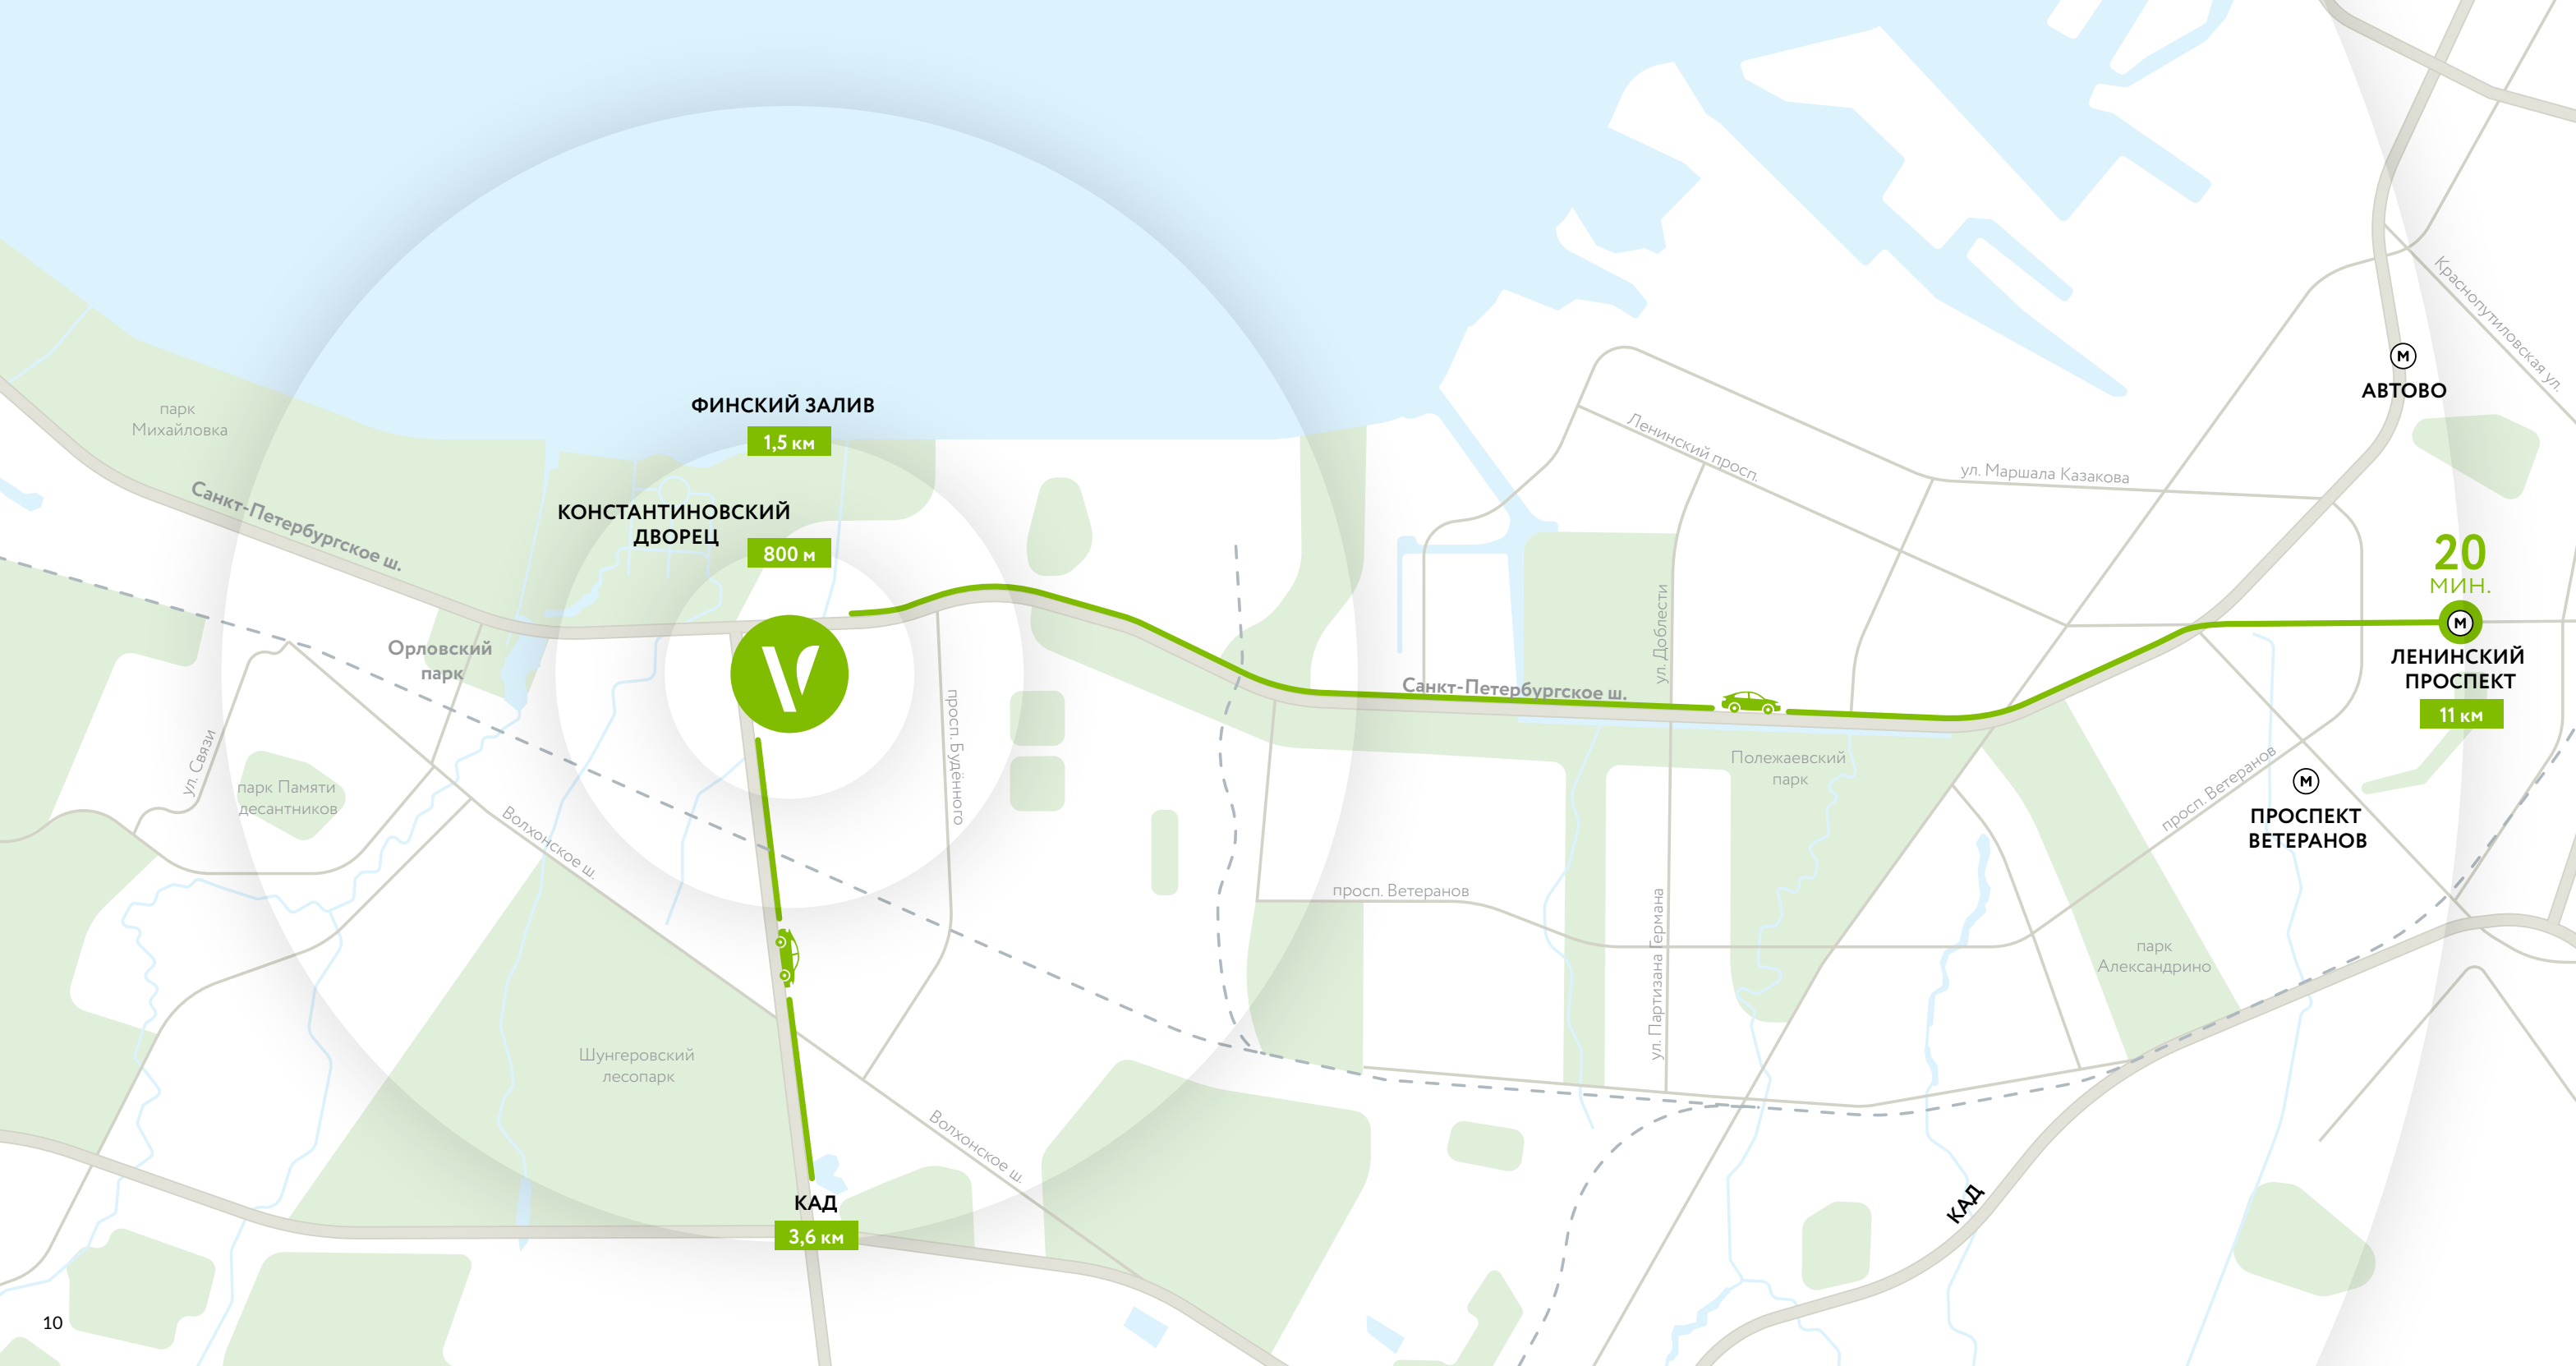 ФИНСКИЙ ЗАЛИВ
1,5 км
КОНСТАНТИНОВСКИЙ
ДВОРЕЦ
800 м
парк
Михайловка
Санкт-Петербургское ш.
Орловский
парк
ул. Связи
парк Памяти
десантников
Волхонское ш.
просп. Будённого
Шунгеровский
лесопарк
Волхонское ш.
КАД
3,6 км
Ленинский просп.
ул. Маршала Казакова
Краснопутиловская ул.
М
АВТОВО
20
МИН.
М
ЛЕНИНСКИЙ
ПРОСПЕКТ
11 км
ул. Доблести
Санкт-Петербургское ш.
Полежаевский
парк
просп. Ветеранов
М
ПРОСПЕКТ
ВЕТЕРАНОВ
просп. Ветеранов
ул. Партизана Германа
парк
Александрино
КАД
10